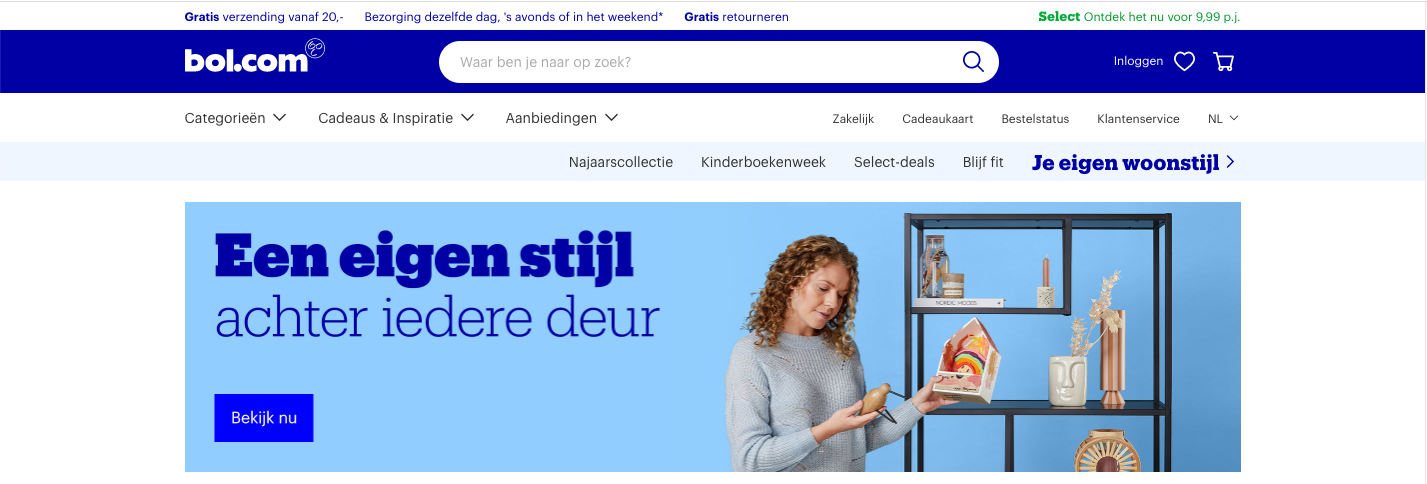 Gratis verzending vanaf 20,- Bezorging dezelfde dag, 's avonds of in het weekend* Gratis retourneren Select Ontdek het nu voor 9,99 p.j.
bol.com
Waar ben je naar op zoek?
Inloggen
Categorieën Cadeaus & Inspiratie Aanbiedingen Zakelijk Cadeaukaart Bestelstatus Klantenservice NL
Najaarscollectie Kinderboekenweek Select-deals Blijf fit Je eigen woonstijl
Een eigen stijl
achter iedere deur
NORDIC MOODS
Bekijk nu